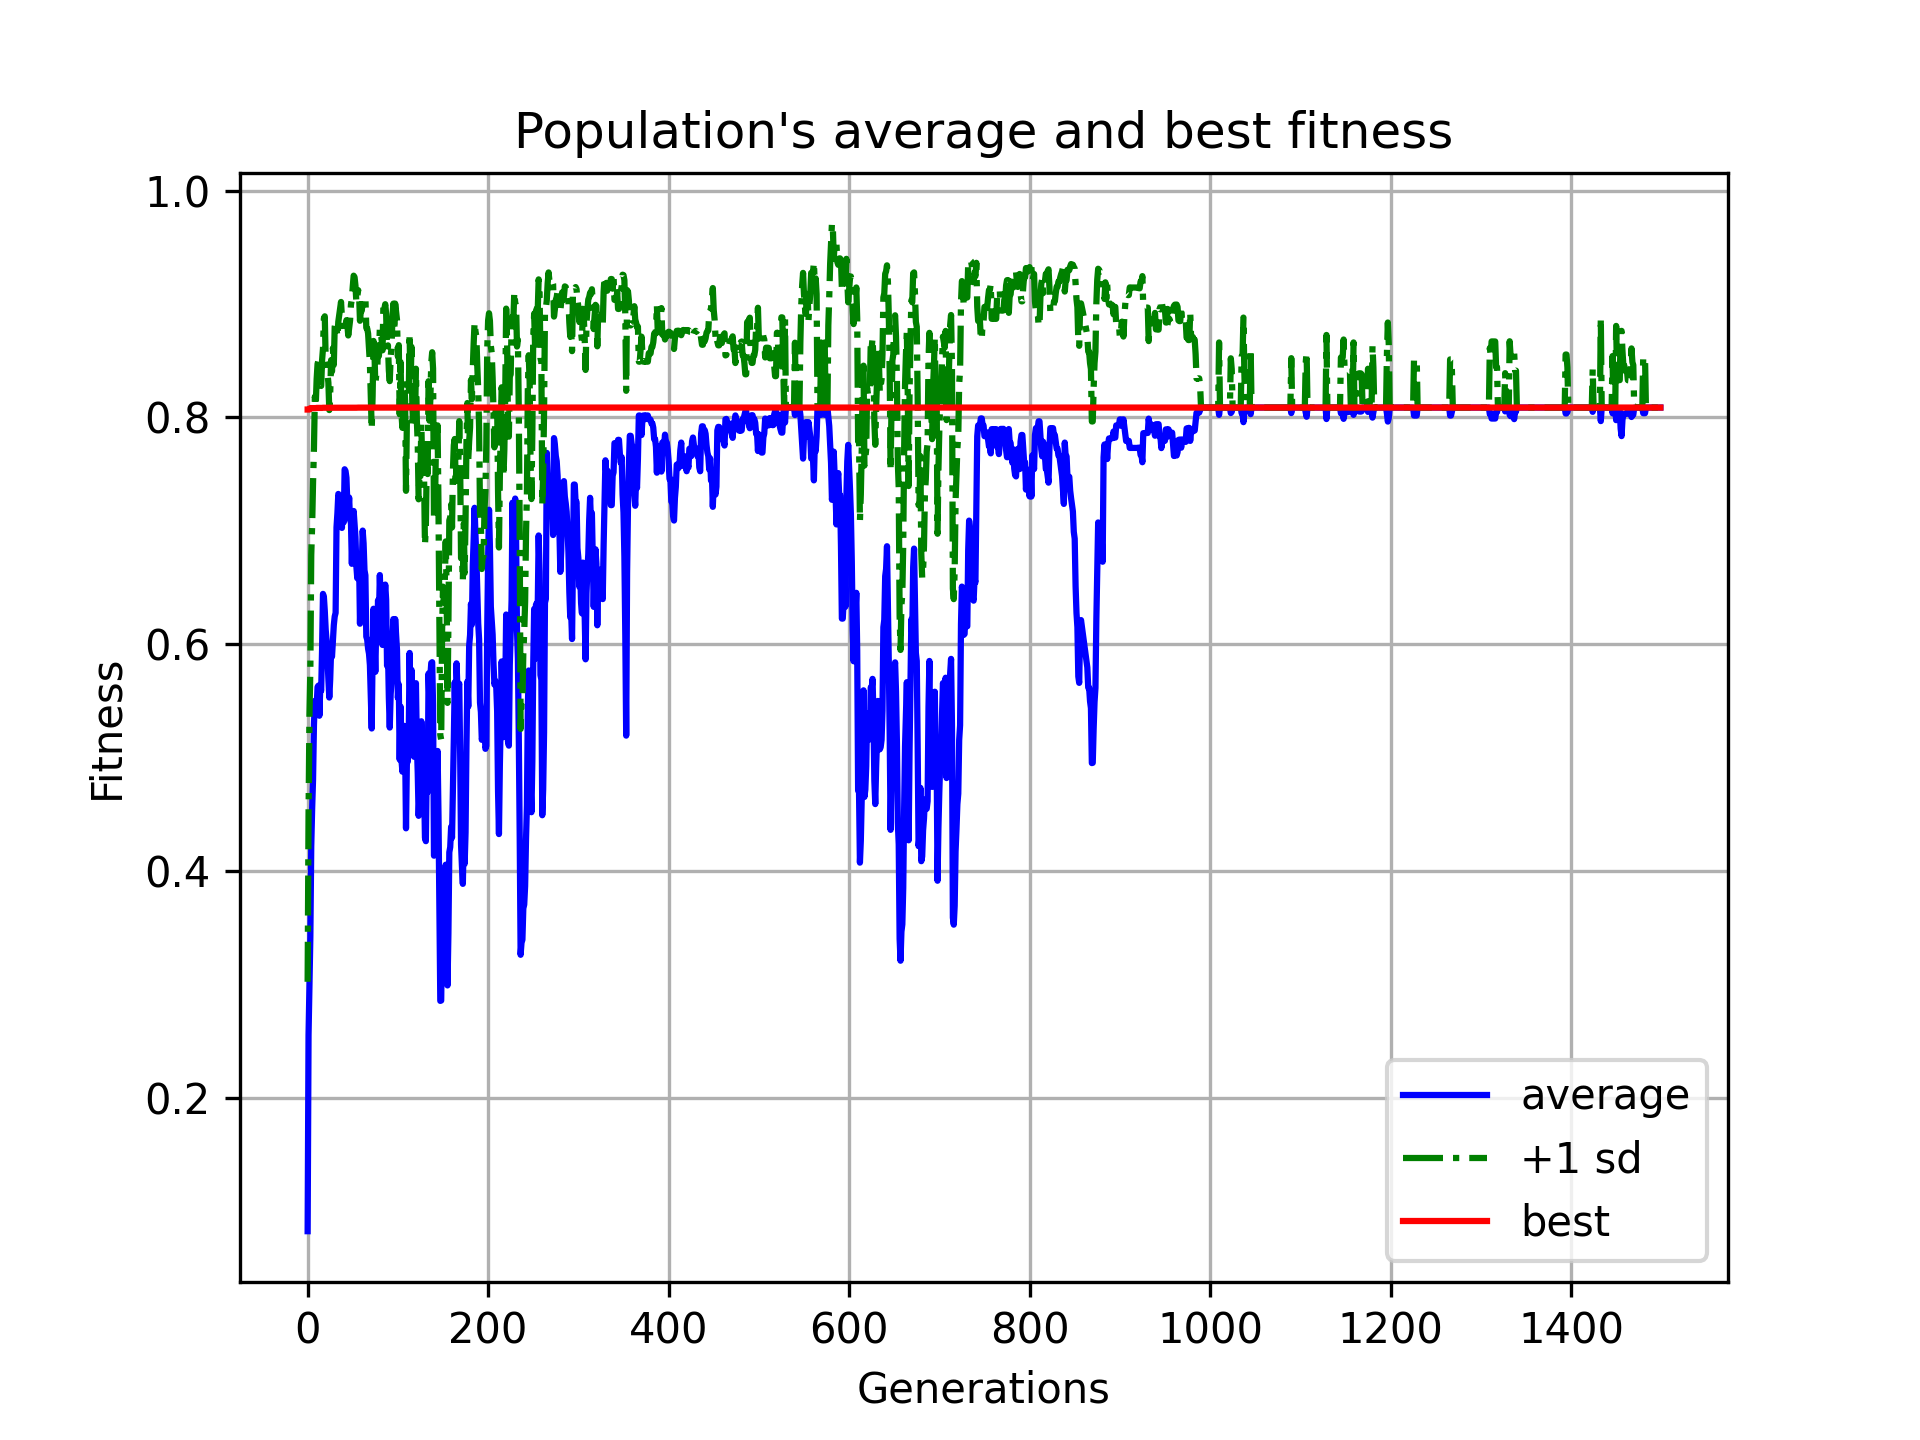 Population's average and best fitness
1.0
0.8
0.6
0.4
0.2
Fitness
0 200 400 600 800 1000 1200 1400
Generations
average
+1 sd
best